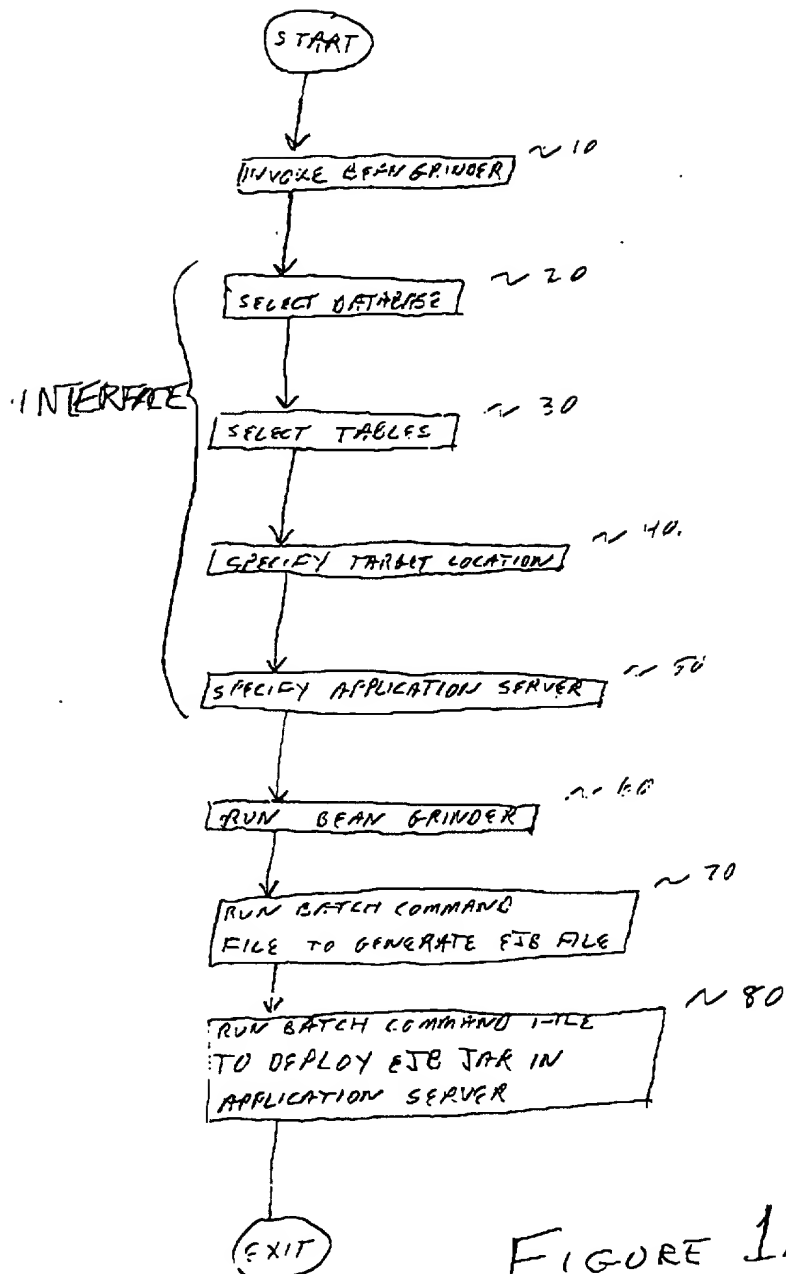 START
INVOKE BEAN GRINDER ~ 10
SELECT DATABASE ~ 20
INTERFACE
SELECT TABLES ~ 30
SPECIFY TARGET LOCATION ~ 40
SPECIFY APPLICATION SERVER ~ 50
RUN BEAN GRINDER ~ 60
RUN BATCH COMMAND ~ 70
FILE TO GENERATE EJB FILE
RUN BATCH COMMAND FILE ~ 80
TO DEPLOY EJB JAR IN
APPLICATION SERVER
EXIT
FIGURE 1.